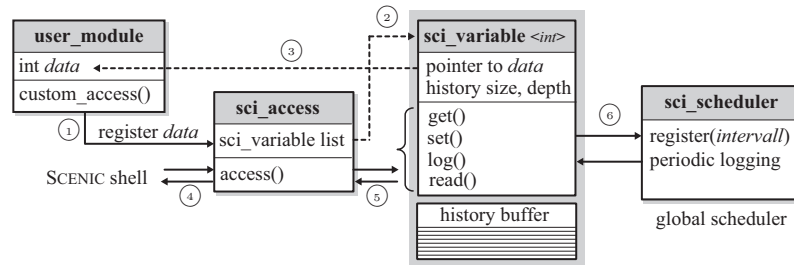 user_module
int data
custom_access()
1
register data
sci_access
sci_variable list
access()
SCENIC shell
4
5
2
3
sci_variable <int>
pointer to data
history size, depth
get()
set()
log()
read()
history buffer
6
sci_scheduler
register(intervall)
periodic logging
global scheduler